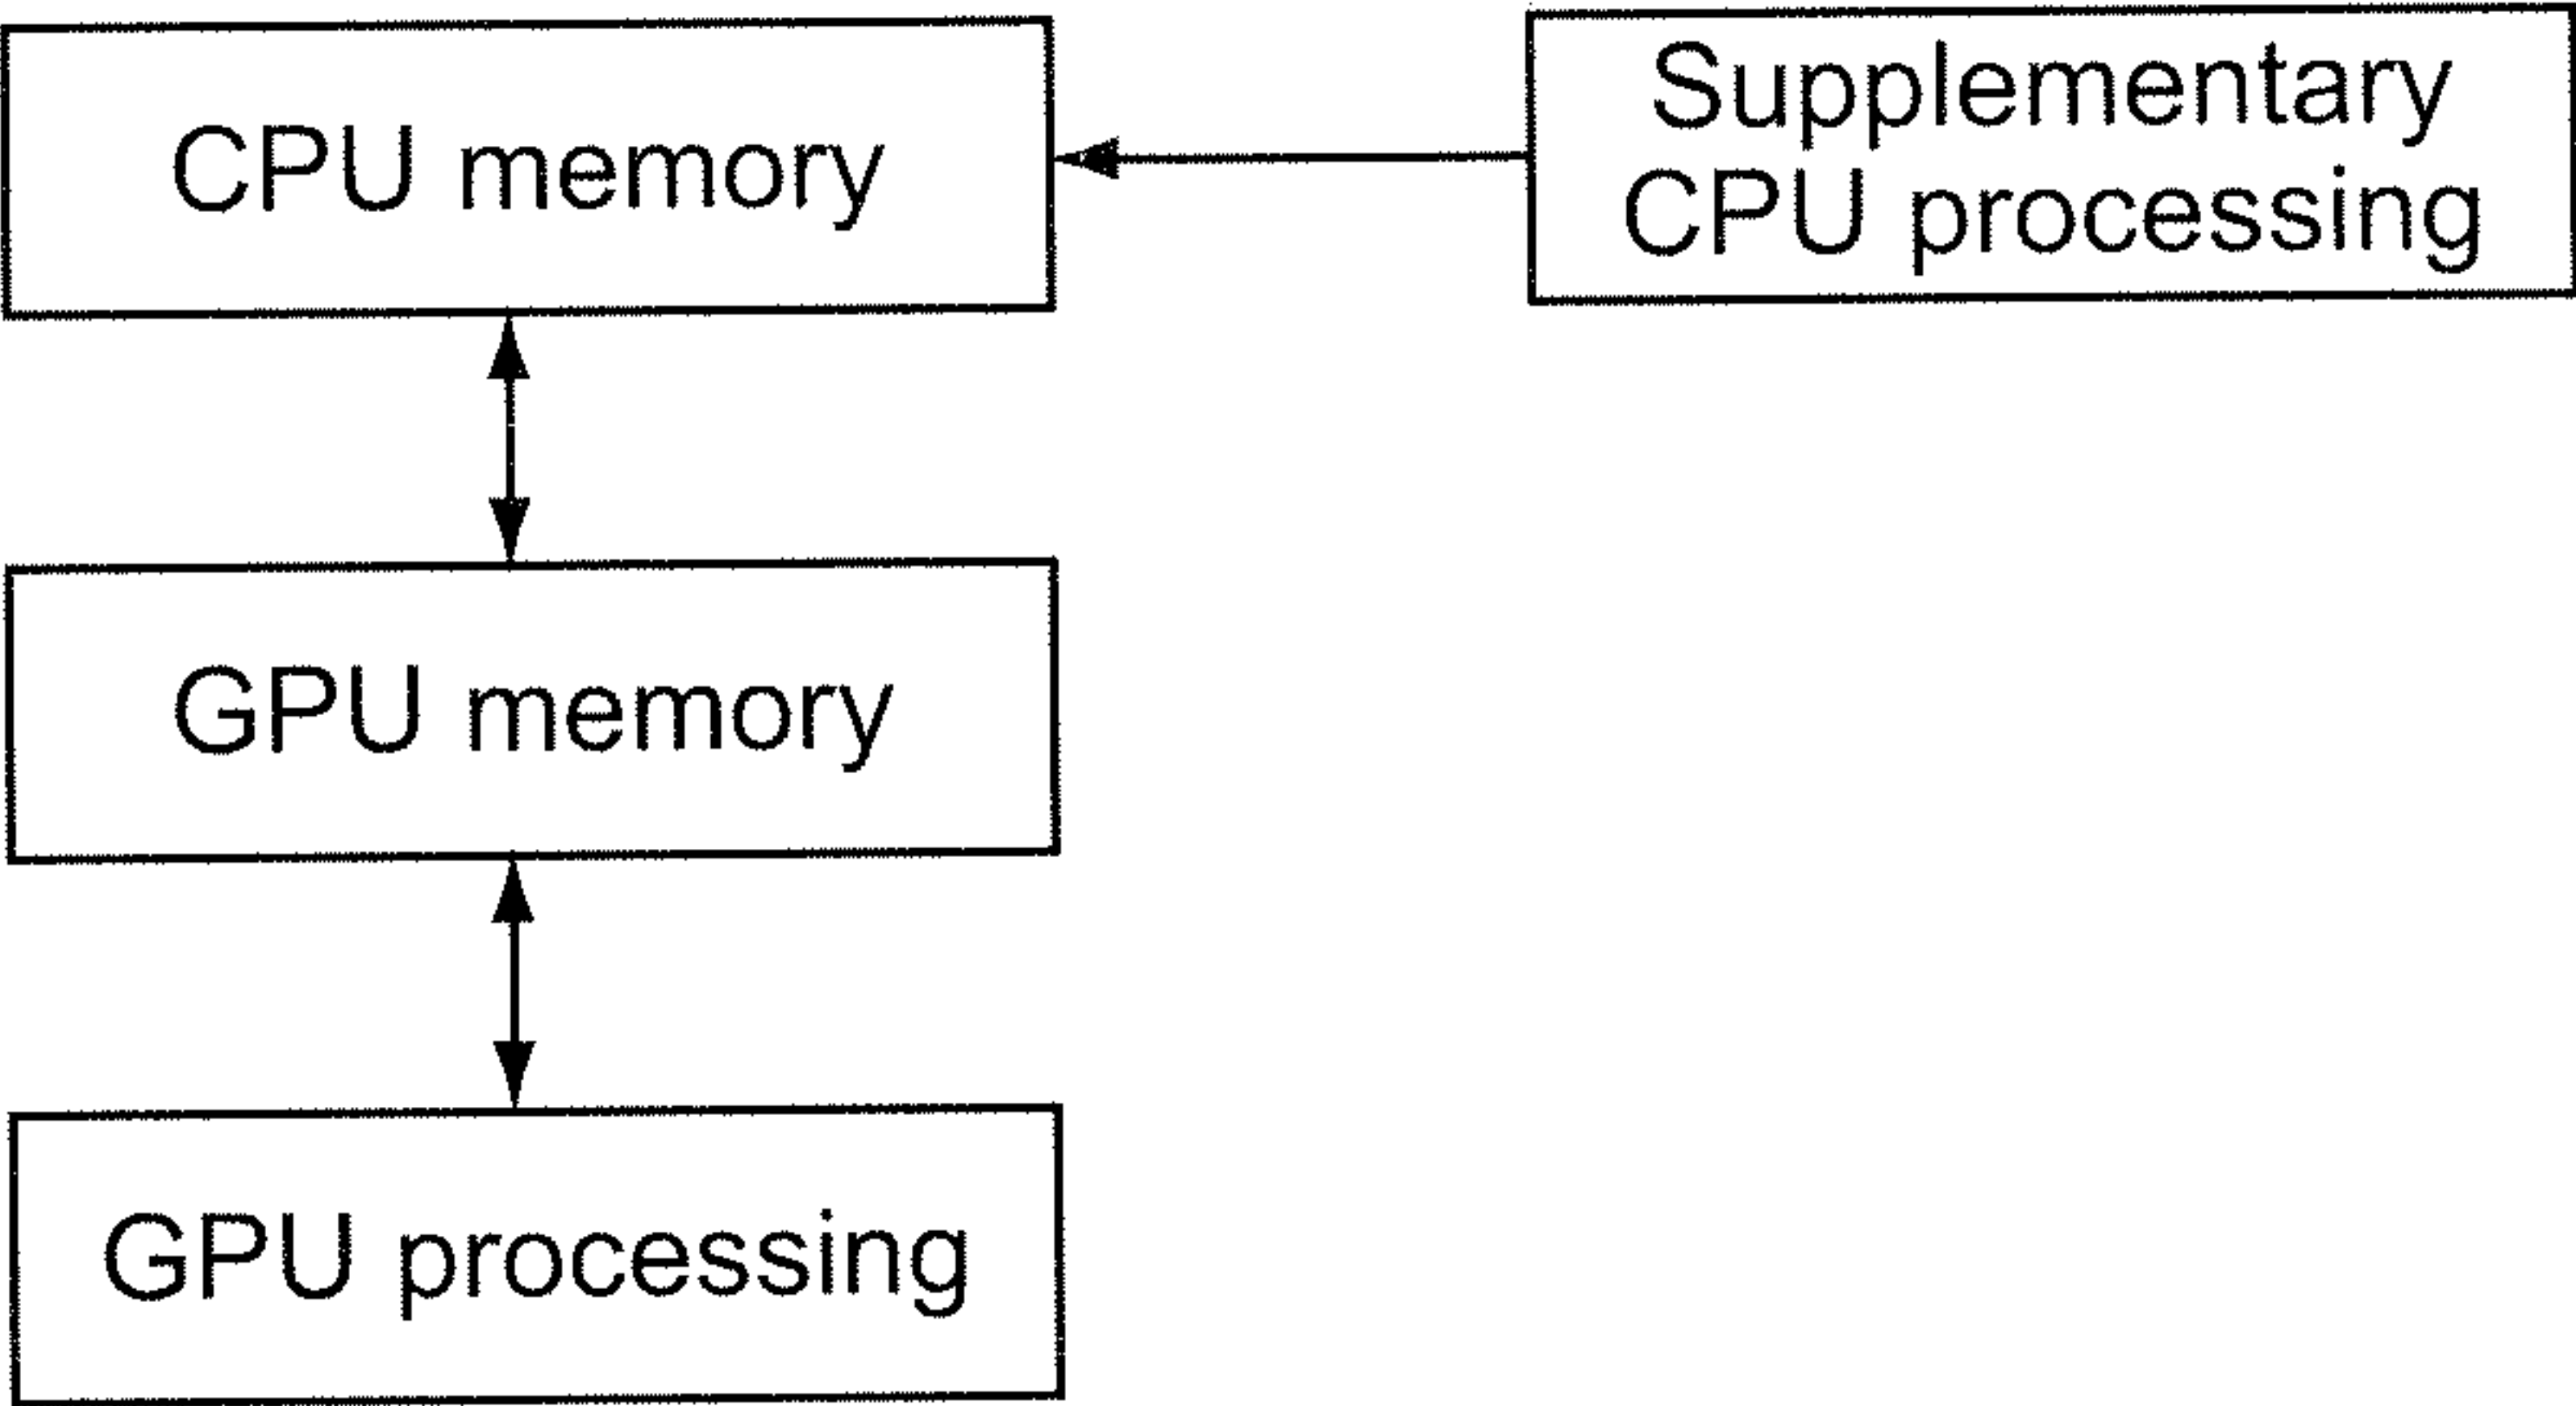 CPU memory
Supplementary
CPU processing
GPU memory
GPU processing